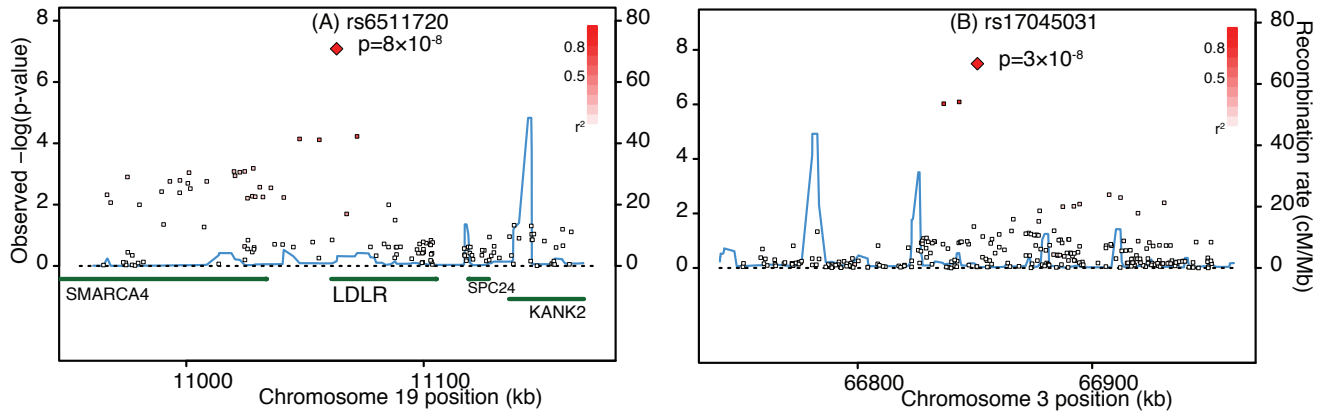 (A) rs6511720
p=8×10-8
Observed −log(p-value)
8
6
4
2
0
80
60
40
20
0
0.8
0.5
r2
SMARCA4
LDLR
SPC24
KANK2
11000
11100
Chromosome 19 position (kb)
(B) rs17045031
p=3×10-8
8
6
4
2
0
80
60
40
20
0
0.8
0.5
r2
Recombination rate (cM/Mb)
66800
66900
Chromosome 3 position (kb)